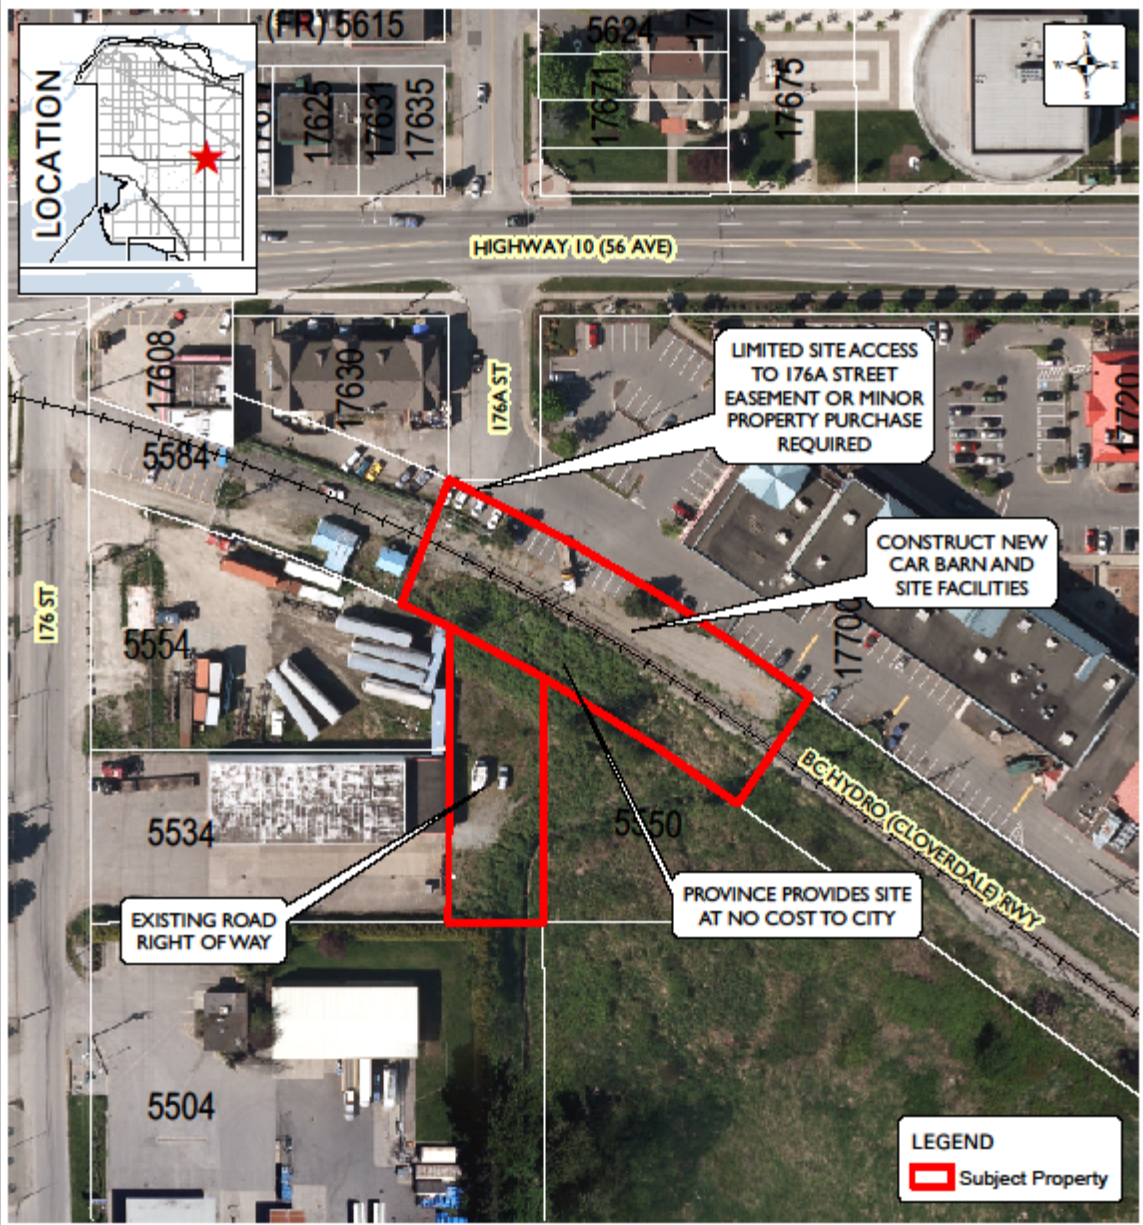 LOCATION
(FR) 5615
5624
17625
17631
17635
17671
17675
N
W
E
S
HIGHWAY 10 (56 AVE)
17608
17630
176A ST
LIMITED SITE ACCESS
TO 176A STREET
EASEMENT OR MINOR
PROPERTY PURCHASE
REQUIRED
17720
5584
CONSTRUCT NEW
CAR BARN AND
SITE FACILITIES
176 ST
5554
BC HYDRO (CLOVERDALE) RWY
5534
5550
EXISTING ROAD
RIGHT OF WAY
PROVINCE PROVIDES SITE
AT NO COST TO CITY
5504
LEGEND
Subject Property